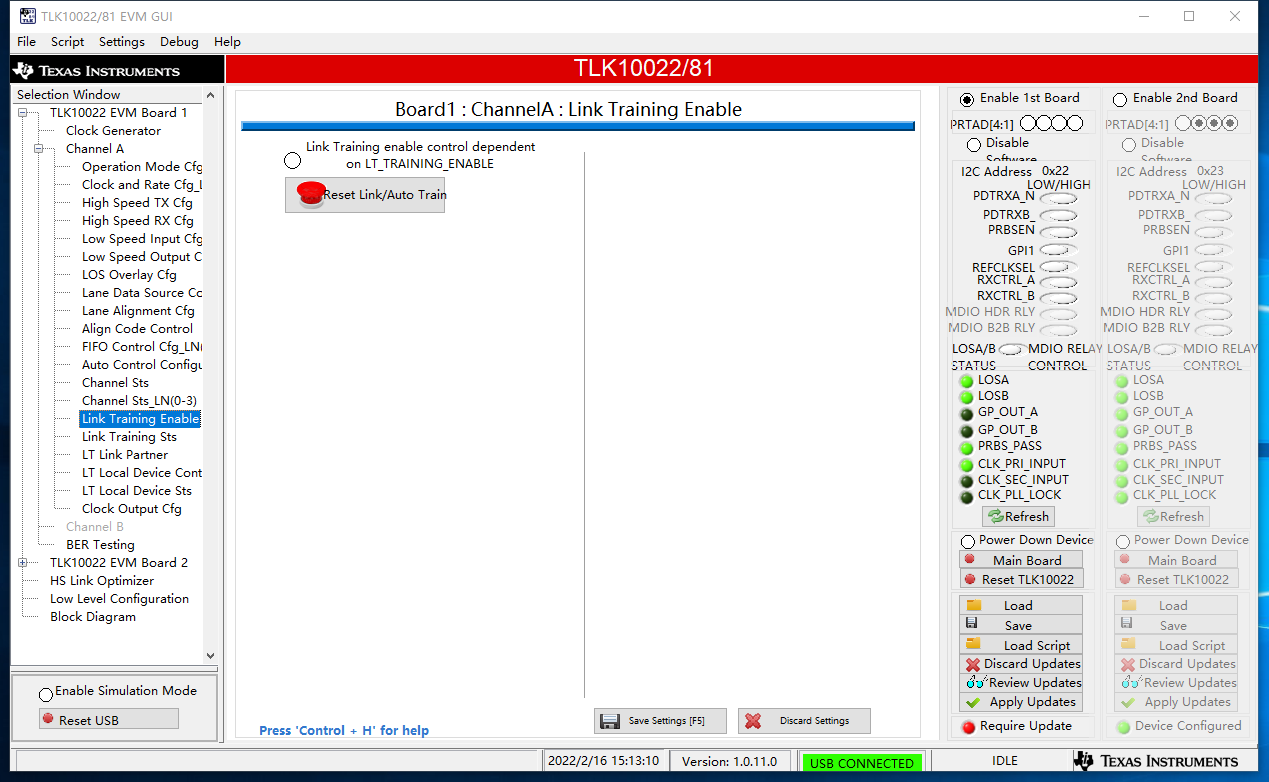 TLK10022/81 EVM GUI
File Script Settings Debug Help
TEXAS INSTRUMENTS
TLK10022/81
Selection Window
TLK10022 EVM Board 1
Clock Generator
Channel A
Operation Mode Cfg
Clock and Rate Cfg_L
High Speed TX Cfg
High Speed RX Cfg
Low Speed Input Cfg
Low Speed Output C
LOS Overlay Cfg
Lane Data Source Co
Lane Alignment Cfg
Align Code Control
FIFO Control Cfg_LN(
Auto Control Configu
Channel Sts
Channel Sts_LN(0-3)
Link Training Enable
Link Training Sts
LT Link Partner
LT Local Device Cont
LT Local Device Sts
Clock Output Cfg
Channel B
BER Testing
TLK10022 EVM Board 2
HS Link Optimizer
Low Level Configuration
Block Diagram
Enable Simulation Mode
Reset USB
Board1 : ChannelA : Link Training Enable
Link Training enable control dependent
on LT_TRAINING_ENABLE
Reset Link/Auto Train
Press 'Control + H' for help
Save Settings [F5]
Discard Settings
Enable 1st Board
PRTAD[4:1]
Disable
Software
I2C Address 0x22
LOW/HIGH
PDTRXA_N
PDTRXB_
PRBSEN
GPI1
REFCLKSEL
RXCTRL_A
RXCTRL_B
MDIO HDR RLY
MDIO B2B RLY
LOSA/B MDIO RELAY
STATUS CONTROL
LOSA
LOSB
GP_OUT_A
GP_OUT_B
PRBS_PASS
CLK_PRI_INPUT
CLK_SEC_INPUT
CLK_PLL_LOCK
Refresh
Power Down Device
Main Board
Reset TLK10022
Load
Save
Load Script
Discard Updates
Review Updates
Apply Updates
Require Update
Enable 2nd Board
PRTAD[4:1]
Disable
Software
I2C Address 0x23
LOW/HIGH
PDTRXA_N
PDTRXB_
PRBSEN
GPI1
REFCLKSEL
RXCTRL_A
RXCTRL_B
MDIO HDR RLY
MDIO B2B RLY
LOSA/B MDIO RELAY
STATUS CONTROL
LOSA
LOSB
GP_OUT_A
GP_OUT_B
PRBS_PASS
CLK_PRI_INPUT
CLK_SEC_INPUT
CLK_PLL_LOCK
Refresh
Power Down Device
Main Board
Reset TLK10022
Load
Save
Load Script
Discard Updates
Review Updates
Apply Updates
Device Configured
2022/2/16 15:13:10
Version: 1.0.11.0
USB CONNECTED
IDLE
TEXAS INSTRUMENTS